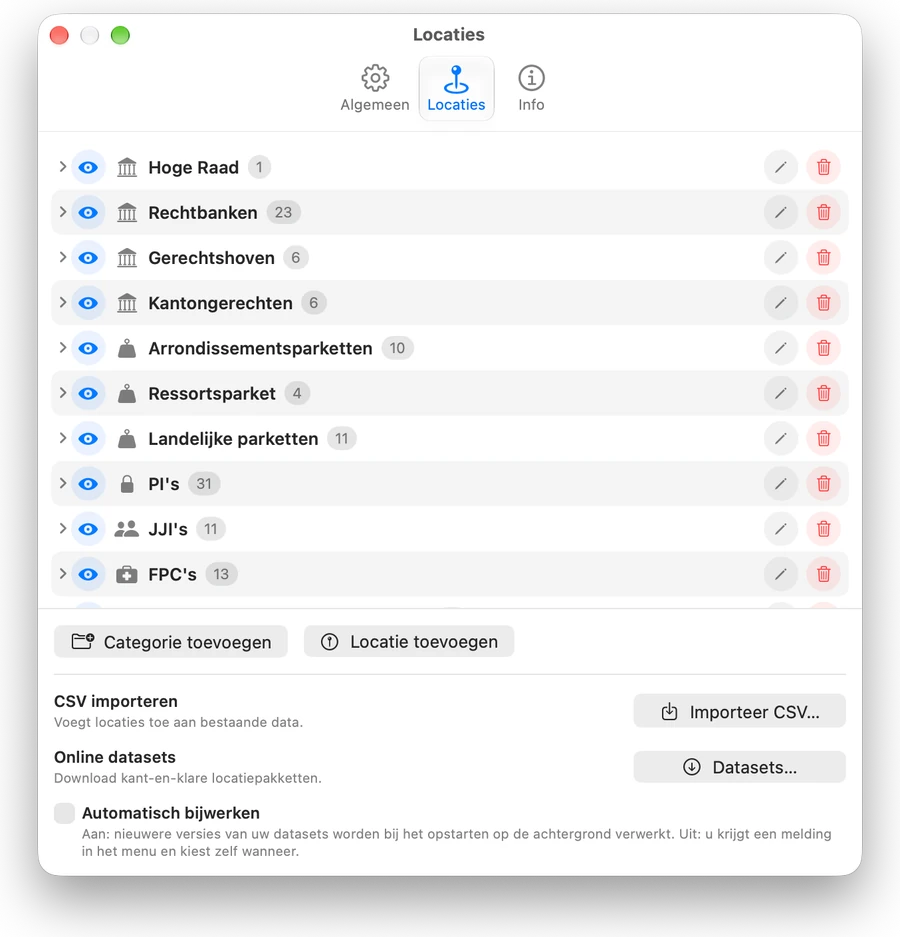 Locaties
Algemeen
Locaties
Info
Hoge Raad 1
Rechtbanken 23
Gerechtshoven 6
Kantongerechten 6
Arrondissementsparketten 10
Ressortsparket 4
Landelijke parketten 11
PI's 31
JJI's 11
FPC's 13
Categorie toevoegen
Locatie toevoegen
CSV importeren
Voegt locaties toe aan bestaande data.
Importeer CSV...
Online datasets
Download kant-en-klare locatiepakketten.
Datasets...
Automatisch bijwerken
Aan: nieuwere versies van uw datasets worden bij het opstarten op de achtergrond verwerkt. Uit: u krijgt een melding
in het menu en kiest zelf wanneer.